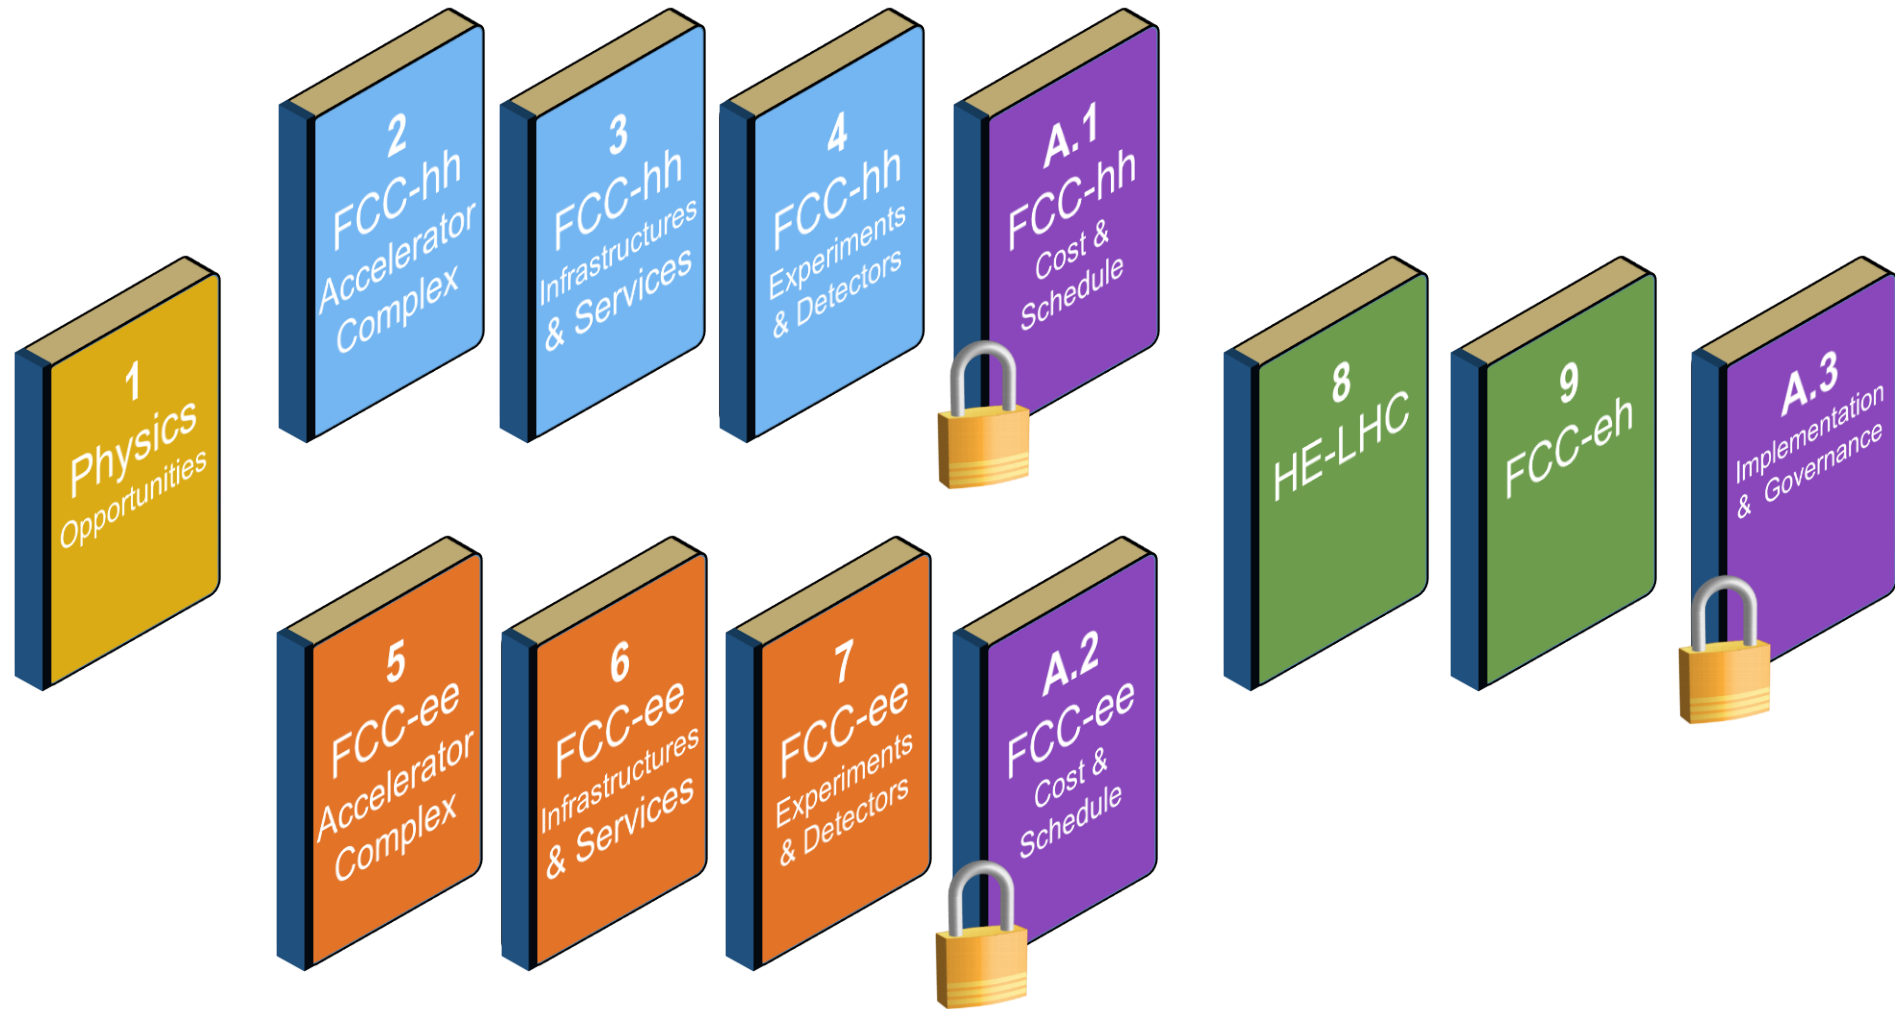 1
Physics
Opportunities
2
FCC-hh
Accelerator
Complex
3
FCC-hh
Infrastructures
& Services
4
FCC-hh
Experiments
& Detectors
A.1
FCC-hh
Cost &
Schedule
5
FCC-ee
Accelerator
Complex
6
FCC-ee
Infrastructures
& Services
7
FCC-ee
Experiments
& Detectors
A.2
FCC-ee
Cost &
Schedule
8
HE-LHC
9
FCC-eh
A.3
Implementation
& Governance